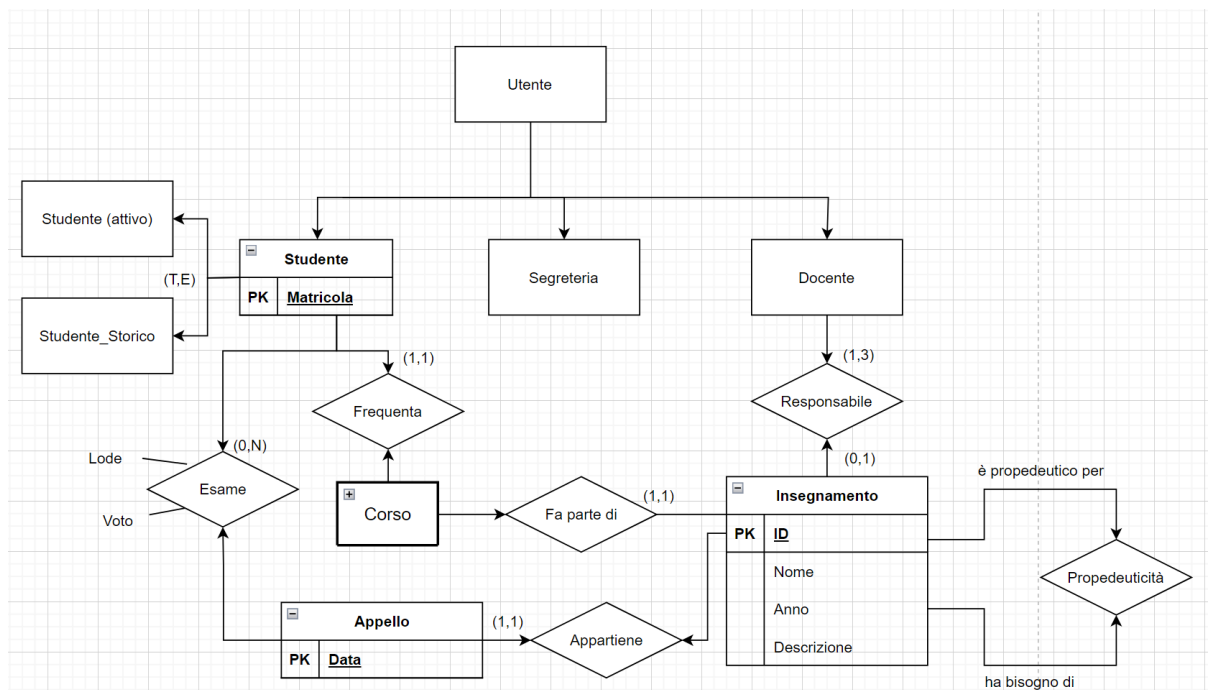 Utente
Studente (attivo)
Studente
Segreteria
Docente
(T,E)
PK Matricola
Studente_Storico
(1,1)
(1,3)
Frequenta
Responsabile
(0,N)
(0,1)
Lode
Esame
è propedeutico per
Corso
(1,1)
Insegnamento
Voto
Fa parte di
PK ID
Nome
Propedeuticità
Anno
Appello
(1,1)
Appartiene
Descrizione
PK Data
ha bisogno di